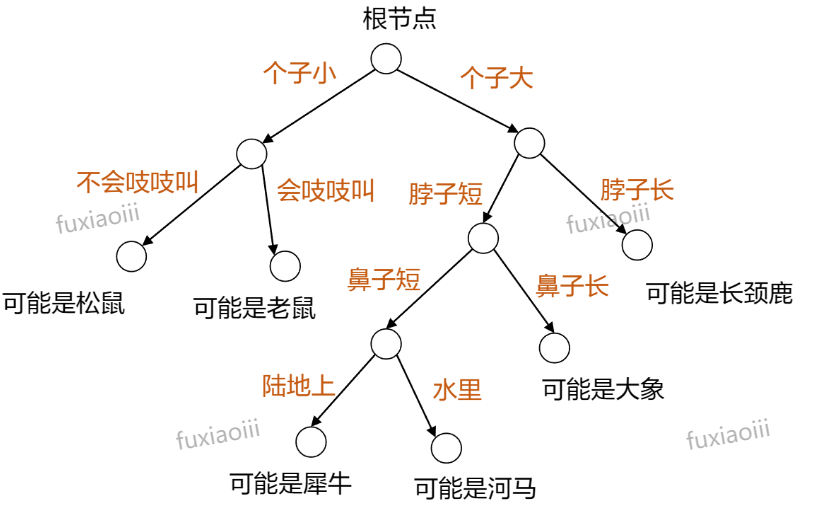 根节点
个子小
个子大
不会吱吱叫
会吱吱叫
脖子短
脖子长
fuxiaoiii
fuxiaoiii
可能是松鼠
可能是老鼠
鼻子短
鼻子长
可能是长颈鹿
陆地上
水里
可能是大象
fuxiaoiii
fuxiaoiii
可能是犀牛
可能是河马